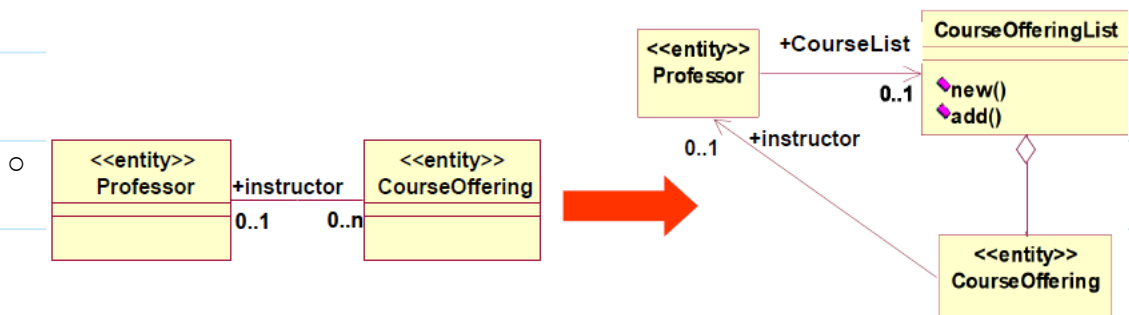 <<entity>>
Professor
+instructor
0..1
0..n
<<entity>>
CourseOffering
<<entity>>
Professor
+CourseList
0..1
CourseOfferingList
new()
add()
0..1
+instructor
<<entity>>
CourseOffering